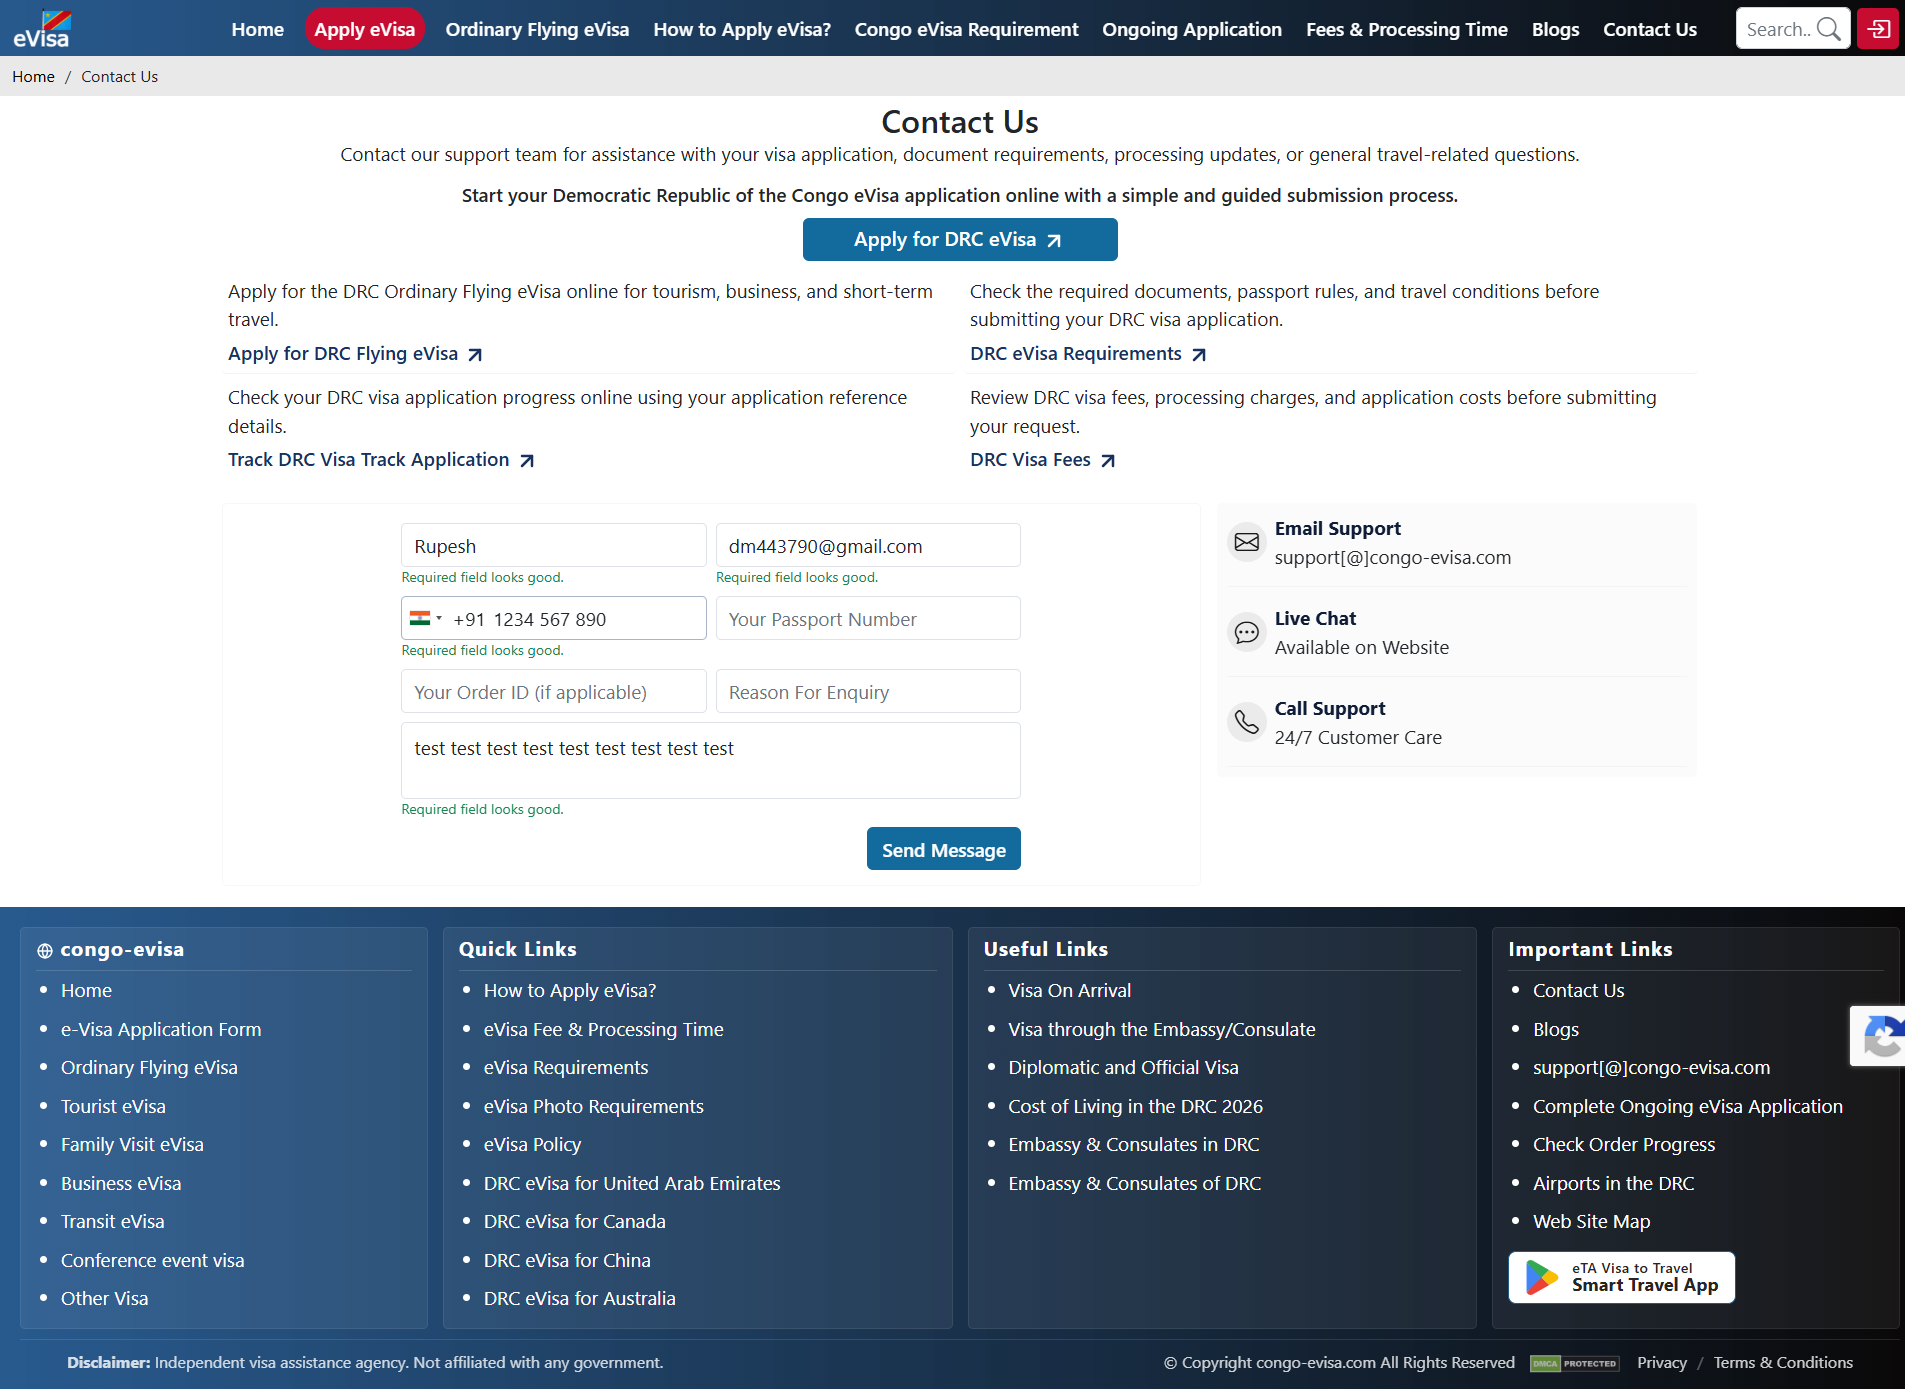 eVisa
Home
Apply eVisa
Ordinary Flying eVisa
How to Apply eVisa?
Congo eVisa Requirement
Ongoing Application
Fees & Processing Time
Blogs
Contact Us
Search..
Home / Contact Us
Contact Us
Contact our support team for assistance with your visa application, document requirements, processing updates, or general travel-related questions.
Start your Democratic Republic of the Congo eVisa application online with a simple and guided submission process.
Apply for DRC eVisa
Apply for the DRC Ordinary Flying eVisa online for tourism, business, and short-term
travel.
Apply for DRC Flying eVisa
Check the required documents, passport rules, and travel conditions before
submitting your DRC visa application.
DRC eVisa Requirements
Check your DRC visa application progress online using your application reference
details.
Track DRC Visa Track Application
Review DRC visa fees, processing charges, and application costs before submitting
your request.
DRC Visa Fees
Rupesh
Required field looks good.
dm443790@gmail.com
Required field looks good.
+91 1234 567 890
Required field looks good.
Your Passport Number
Your Order ID (if applicable)
Reason For Enquiry
test test test test test test test test test
Required field looks good.
Send Message
Email Support
support[@]congo-evisa.com
Live Chat
Available on Website
Call Support
24/7 Customer Care
congo-evisa
Home
e-Visa Application Form
Ordinary Flying eVisa
Tourist eVisa
Family Visit eVisa
Business eVisa
Transit eVisa
Conference event visa
Other Visa
Quick Links
How to Apply eVisa?
eVisa Fee & Processing Time
eVisa Requirements
eVisa Photo Requirements
eVisa Policy
DRC eVisa for United Arab Emirates
DRC eVisa for Canada
DRC eVisa for China
DRC eVisa for Australia
Useful Links
Visa On Arrival
Visa through the Embassy/Consulate
Diplomatic and Official Visa
Cost of Living in the DRC 2026
Embassy & Consulates in DRC
Embassy & Consulates of DRC
Important Links
Contact Us
Blogs
support[@]congo-evisa.com
Complete Ongoing eVisa Application
Check Order Progress
Airports in the DRC
Web Site Map
eTA Visa to Travel
Smart Travel App
Disclaimer: Independent visa assistance agency. Not affiliated with any government.
© Copyright congo-evisa.com All Rights Reserved
DMCA PROTECTED
Privacy / Terms & Conditions